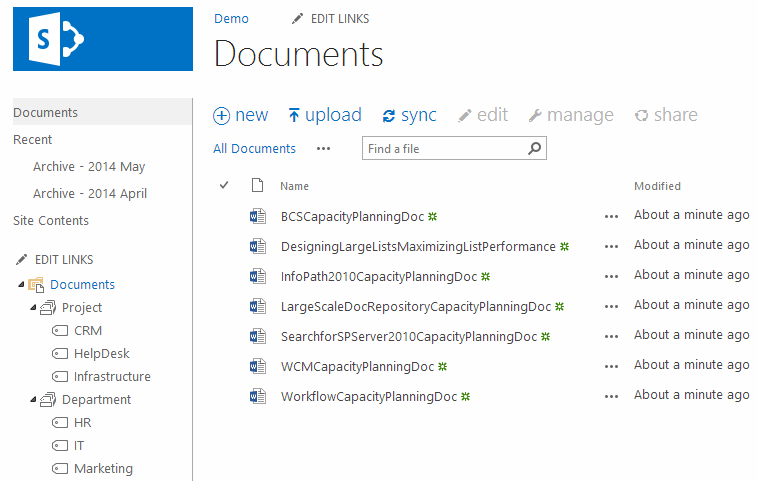 S
Demo EDIT LINKS
Documents
Documents
Recent
Archive - 2014 May
Archive - 2014 April
Site Contents
EDIT LINKS
Documents
Project
CRM
HelpDesk
Infrastructure
Department
HR
IT
Marketing
new upload sync edit manage share
All Documents ••• Find a file
Name Modified
BCSCapacityPlanningDoc ••• About a minute ago
DesigningLargeListsMaximizingListPerformance ••• About a minute ago
InfoPath2010CapacityPlanningDoc ••• About a minute ago
LargeScaleDocRepositoryCapacityPlanningDoc ••• About a minute ago
SearchforSPServer2010CapacityPlanningDoc ••• About a minute ago
WCMCapacityPlanningDoc ••• About a minute ago
WorkflowCapacityPlanningDoc ••• About a minute ago